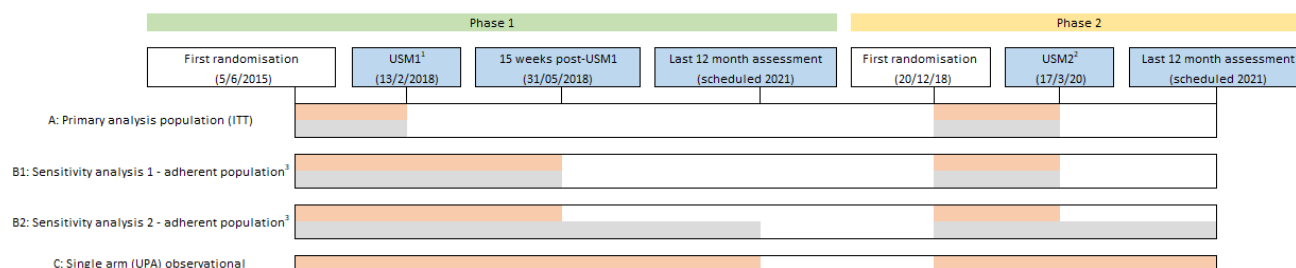 Phase 1
Phase 2
First randomisation
(5/6/2015)
USM1¹
(13/2/2018)
15 weeks post-USM1
(31/05/2018)
Last 12 month assessment
(scheduled 2021)
First randomisation
(20/12/18)
USM2²
(17/3/20)
Last 12 month assessment
(scheduled 2021)
A: Primary analysis population (ITT)
B1: Sensitivity analysis 1 - adherent population³
B2: Sensitivity analysis 2 - adherent population³
C: Single arm (UPA) observational